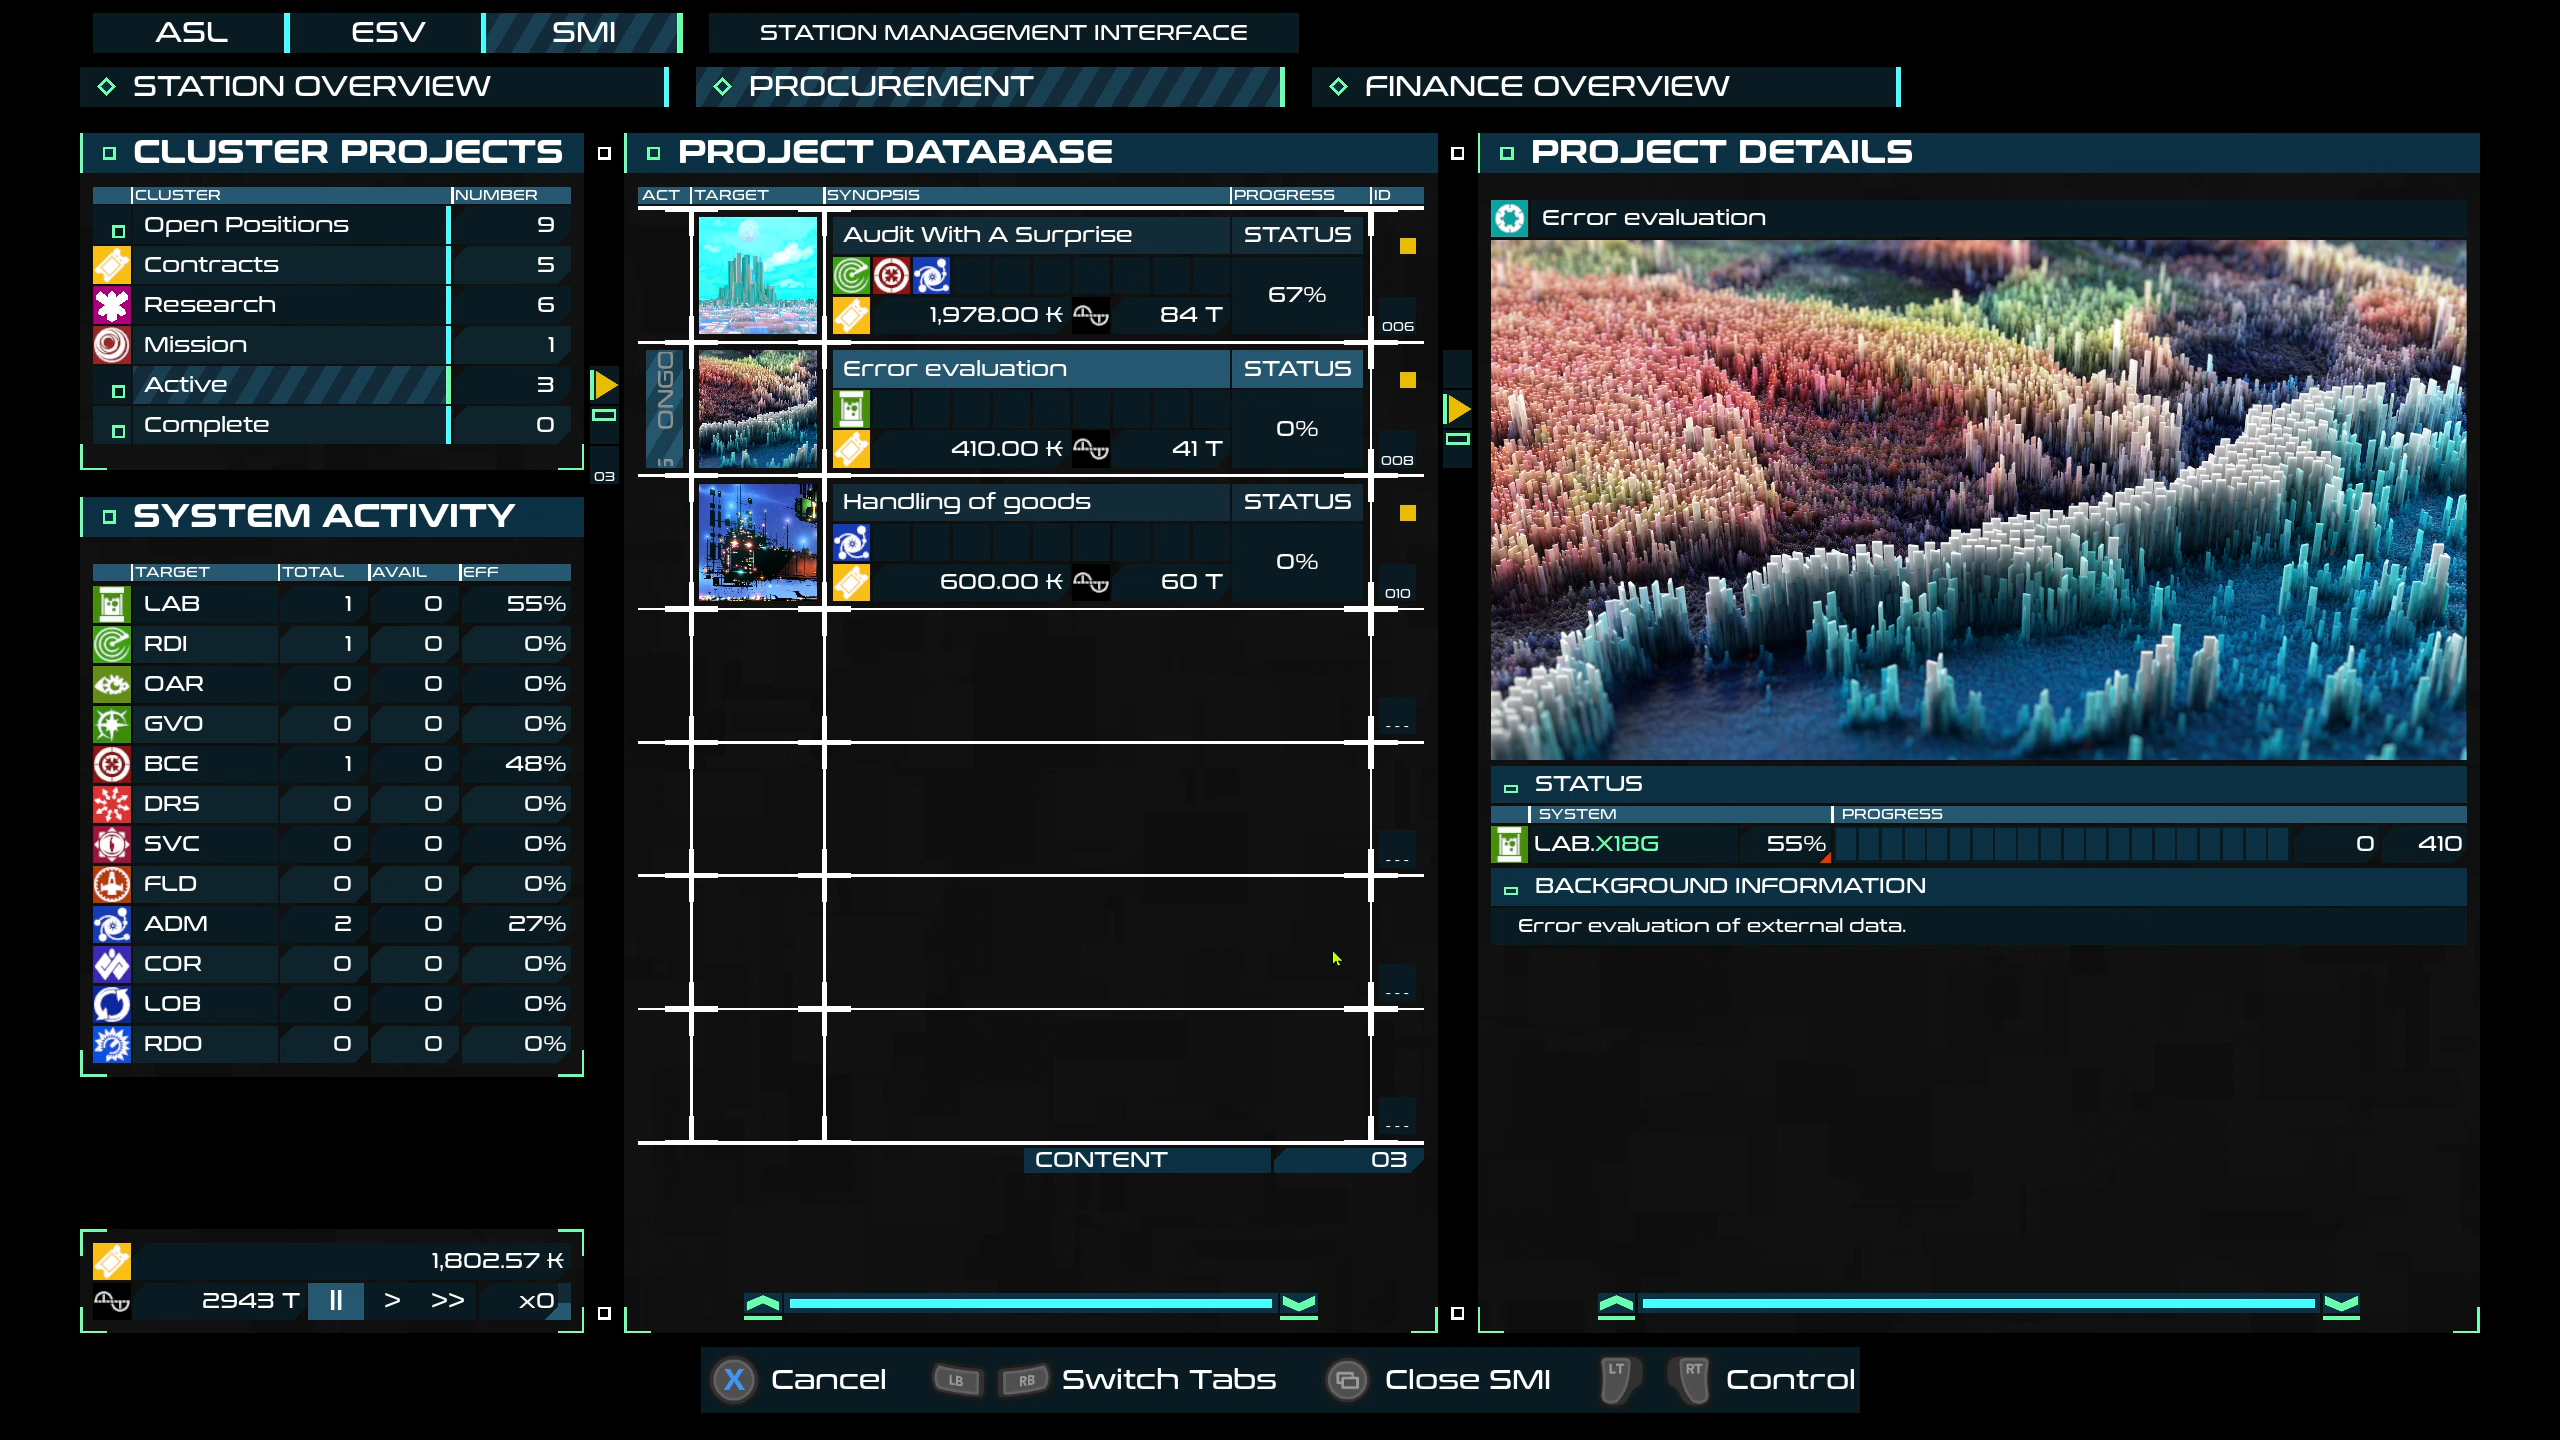 ASL ESV SMI STATION MANAGEMENT INTERFACE
STATION OVERVIEW PROCUREMENT FINANCE OVERVIEW
CLUSTER PROJECTS
CLUSTER NUMBER
Open Positions 9
Contracts 5
Research 6
Mission 1
Active 3
Complete 0
03
SYSTEM ACTIVITY
TARGET TOTAL AVAIL EFF
LAB 1 0 55%
RDI 1 0 0%
OAR 0 0 0%
GVO 0 0 0%
BCE 1 0 48%
DRS 0 0 0%
SVC 0 0 0%
FLD 0 0 0%
ADM 2 0 27%
COR 0 0 0%
LOB 0 0 0%
RDO 0 0 0%
1,802.57 K
2943 T || > >> x0
PROJECT DATABASE
ACT TARGET SYNOPSIS PROGRESS ID
Audit With A Surprise STATUS
67%
1,978.00 K 84 T 006
ONGO
Error evaluation STATUS
0%
410.00 K 41 T 008
Handling of goods STATUS
0%
600.00 K 60 T 010
---
---
---
---
CONTENT 03
PROJECT DETAILS
Error evaluation
STATUS
SYSTEM PROGRESS
LAB.X18G 55% 0 410
BACKGROUND INFORMATION
Error evaluation of external data.
X Cancel LB RB Switch Tabs Close SMI LT RT Control